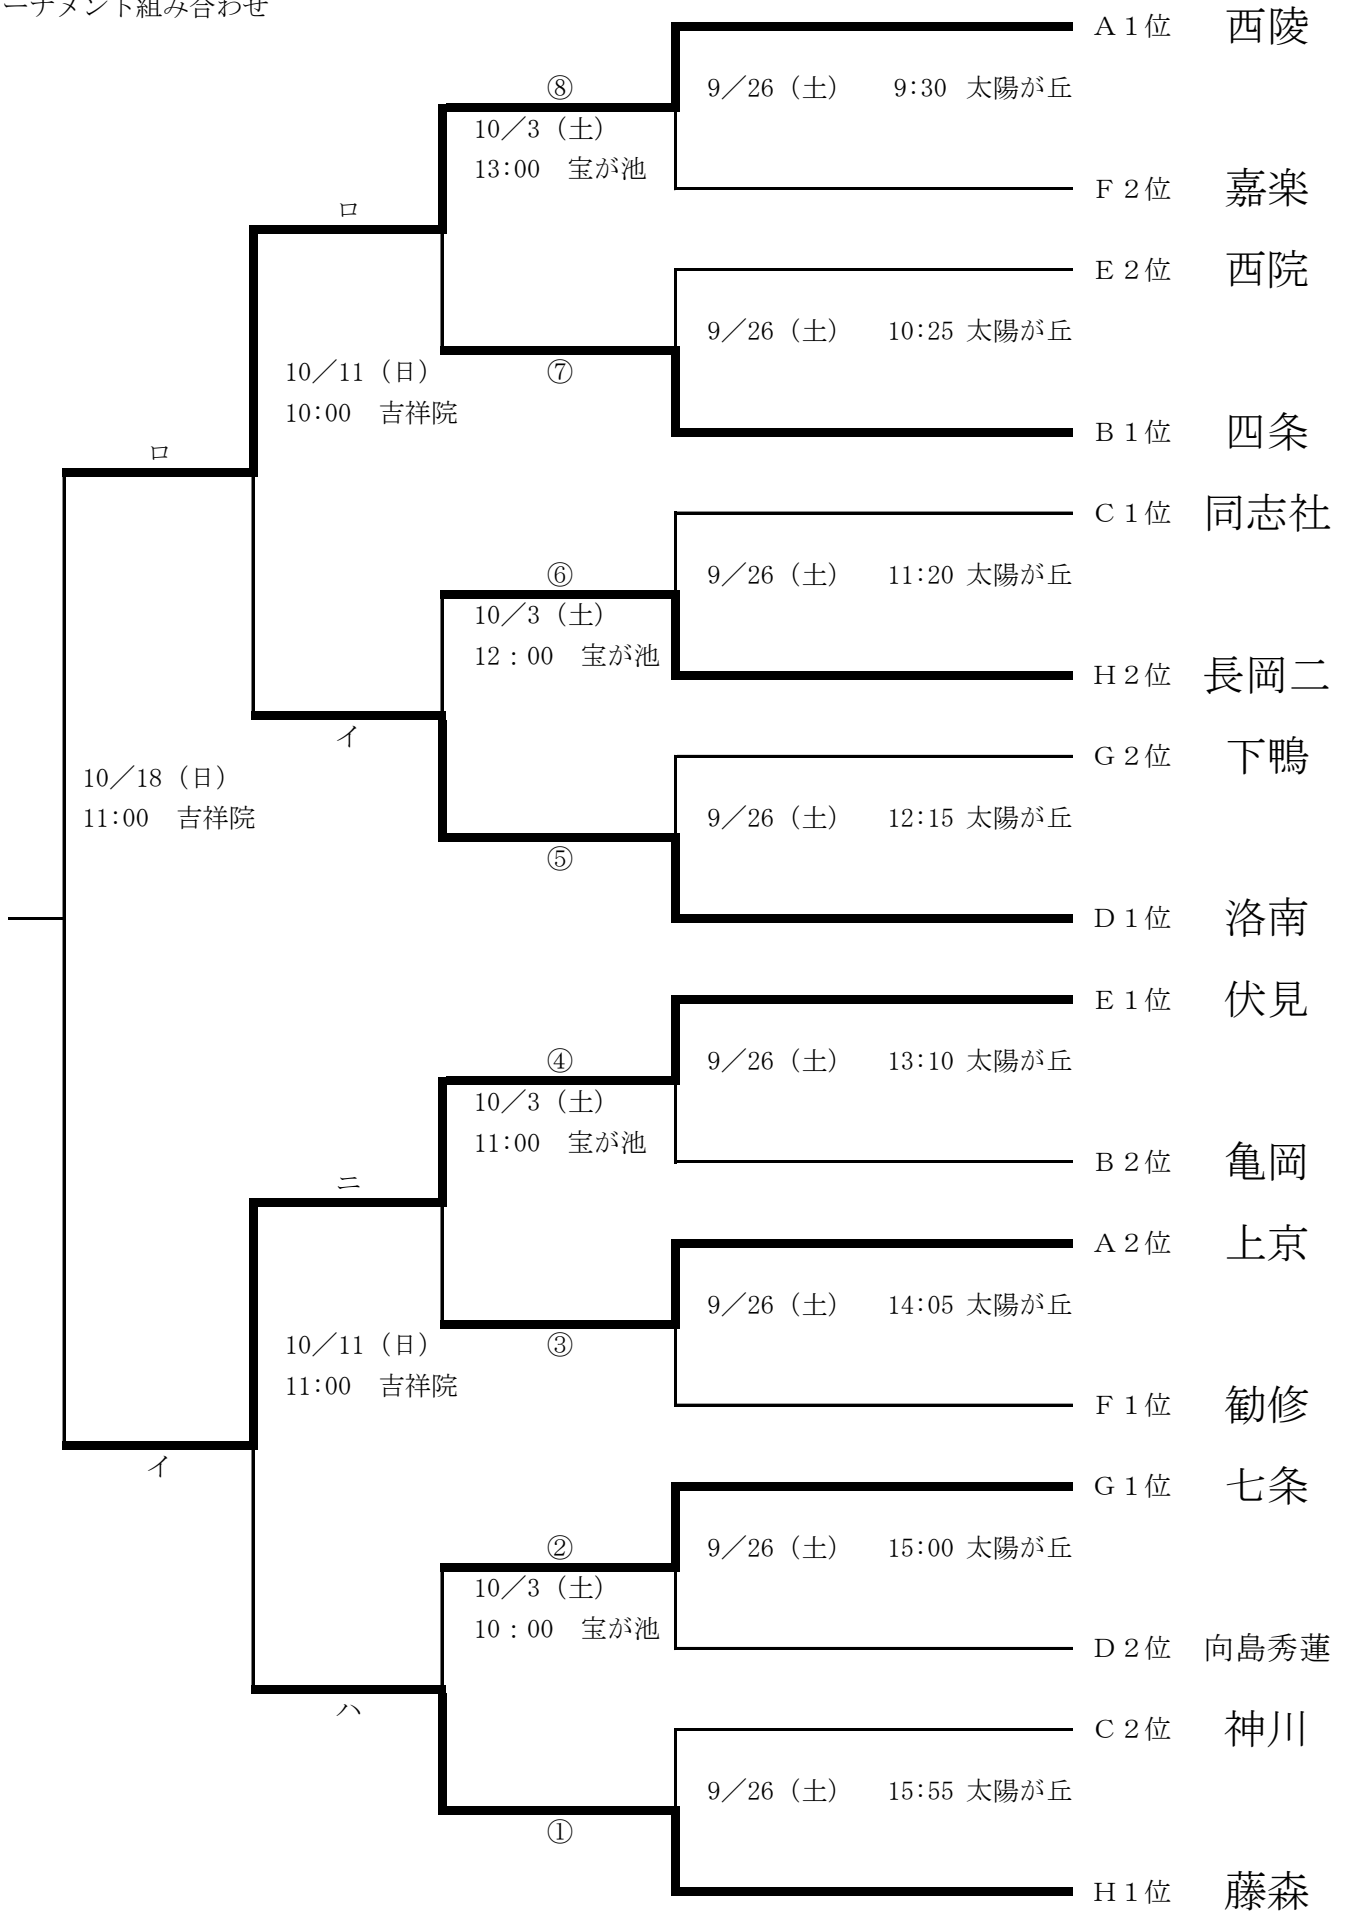 ーナメント組み合わせ
A1位 西陵
9/26(土) 9:30 太陽が丘
⑧
10/3(土)
13:00 宝が池
F2位 嘉楽
ロ
E2位 西院
9/26(土) 10:25 太陽が丘
⑦
10/11(日)
10:00 吉祥院
B1位 四条
ロ
C1位 同志社
9/26(土) 11:20 太陽が丘
⑥
10/3(土)
12:00 宝が池
H2位 長岡二
イ
G2位 下鴨
10/18(日)
11:00 吉祥院
9/26(土) 12:15 太陽が丘
⑤
D1位 洛南
E1位 伏見
9/26(土) 13:10 太陽が丘
④
10/3(土)
11:00 宝が池
B2位 亀岡
ニ
A2位 上京
9/26(土) 14:05 太陽が丘
③
10/11(日)
11:00 吉祥院
F1位 勧修
イ
G1位 七条
9/26(土) 15:00 太陽が丘
②
10/3(土)
10:00 宝が池
D2位 向島秀蓮
ハ
C2位 神川
9/26(土) 15:55 太陽が丘
①
H1位 藤森